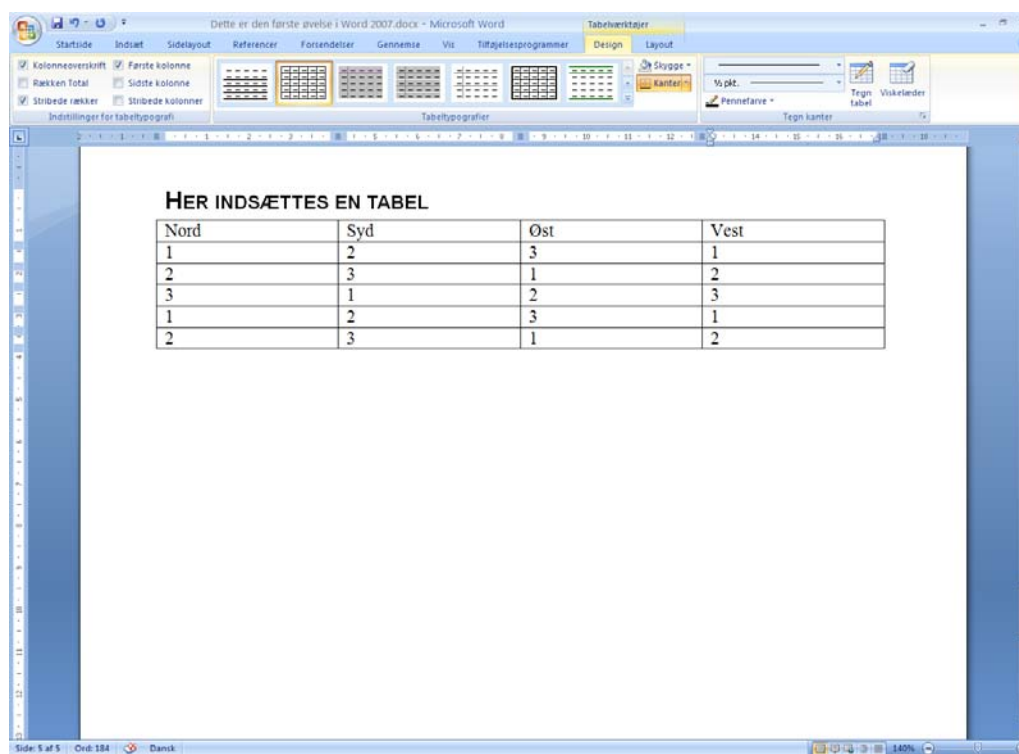 Dette er den første øvelse i Word 2007.docx - Microsoft Word Tabelværktøjer
Startside Indsæt Sidelayout Referencer Forsendelser Gennemse Vis Tilføjelsesprogrammer Design Layout
Kolonneoverskrift Første kolonne Skygge
Rækken Total Sidste kolonne Kanter ½ pkt.
Stribede rækker Stribede kolonner Pennefarve Tegn tabel Viskelæder
Indstillinger for tabeltypografi Tabeltypografier Tegn kanter
HER INDSÆTTES EN TABEL
Nord Syd Øst Vest
1 2 3 1
2 3 1 2
3 1 2 3
1 2 3 1
2 3 1 2
Side: 5 af 5 Ord: 184 Dansk 140%